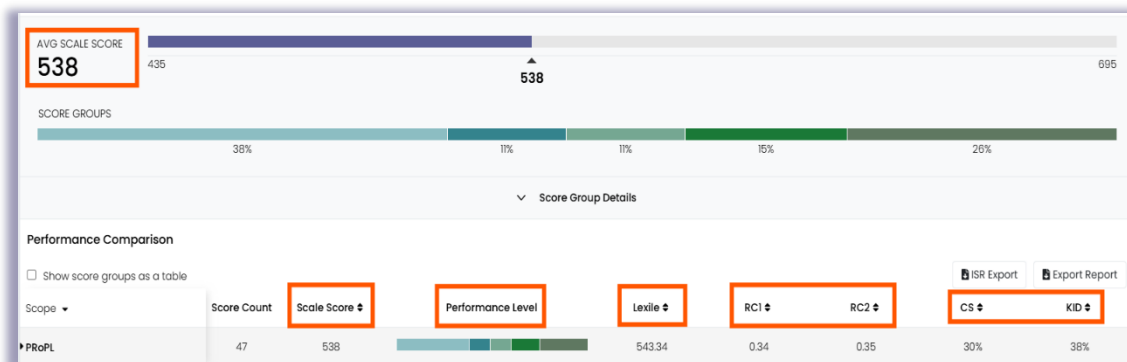 AVG SCALE SCORE
538
435 538 695
SCORE GROUPS
38% 11% 11% 15% 26%
Score Group Details
Performance Comparison
Show score groups as a table
ISR Export Export Report
Scope Score Count Scale Score Performance Level Lexile RC1 RC2 CS KID
PRoPL 47 538 543.34 0.34 0.35 30% 38%